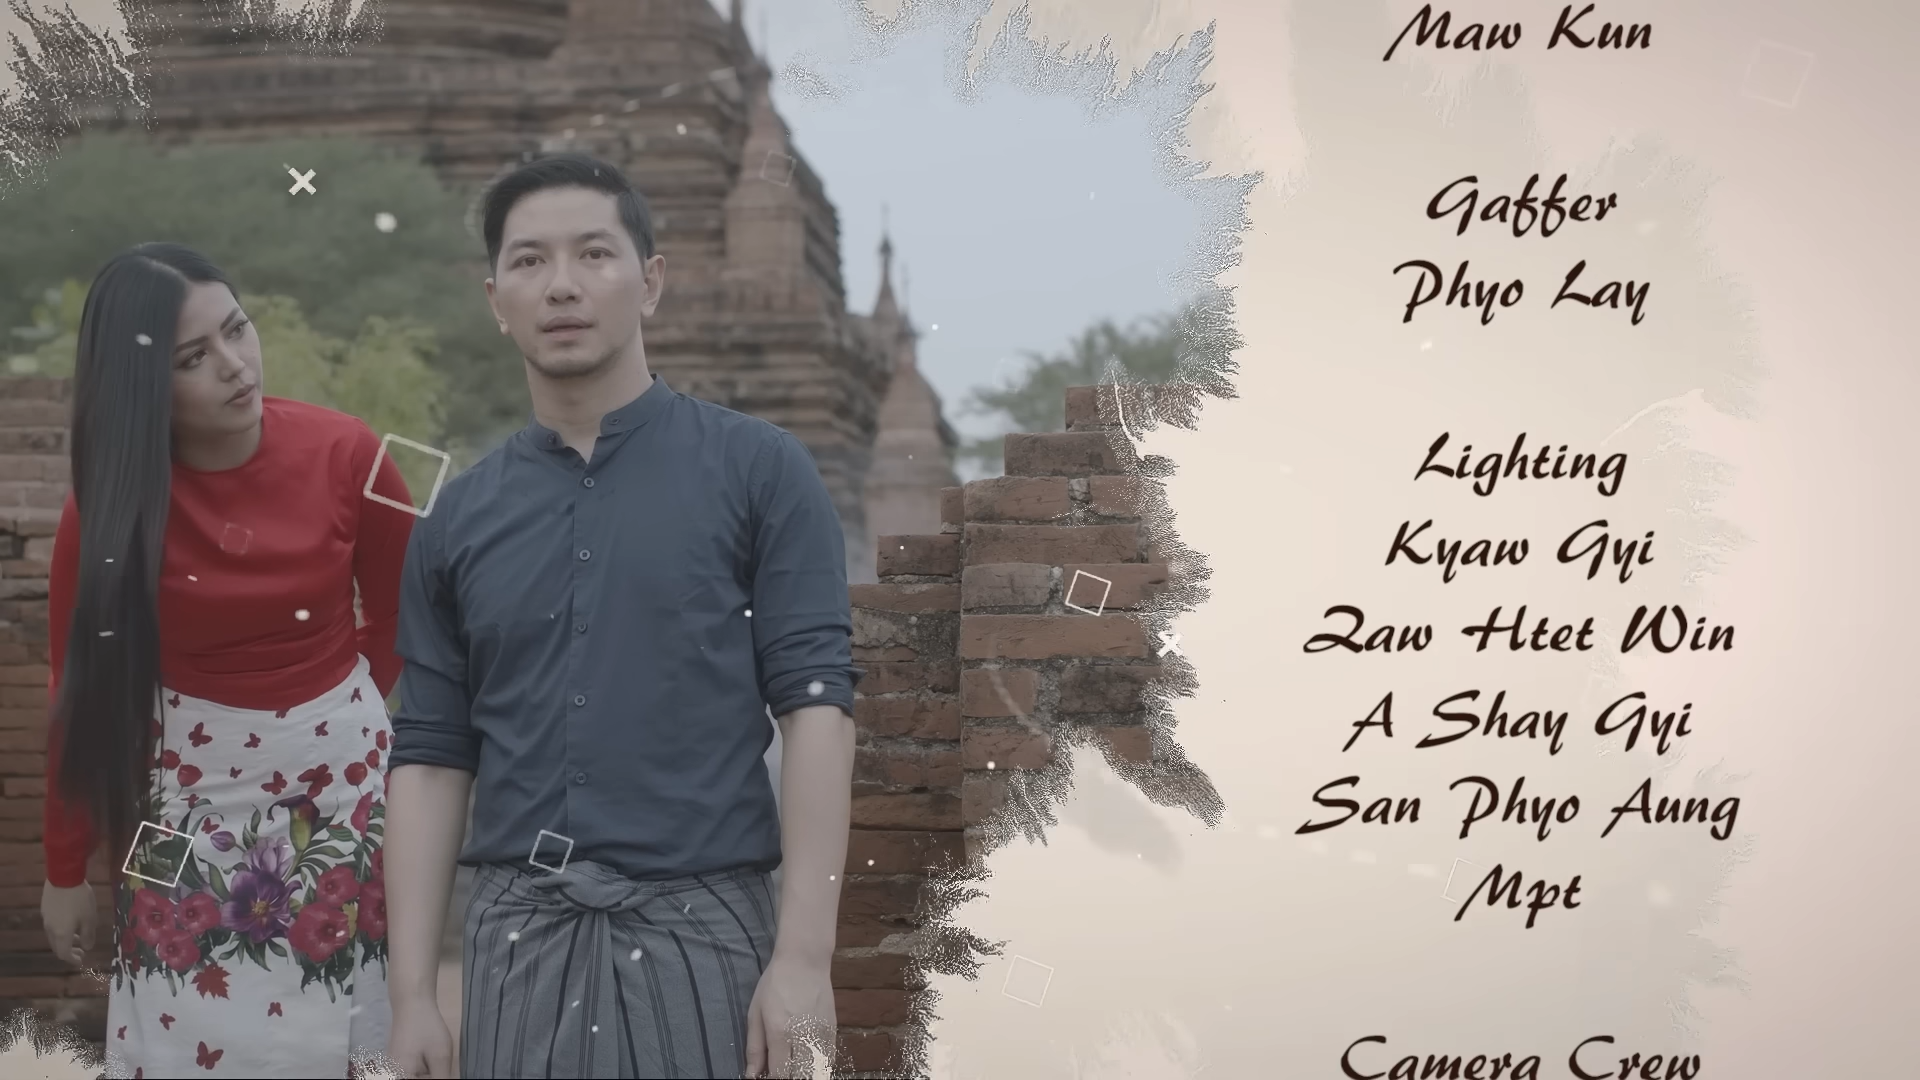 Maw Kun
Gaffer
Phyo Lay
Lighting
Kyaw Gyi
Zaw Htet Win
A Shay Gyi
San Phyo Aung
Mpt
Camera Crew